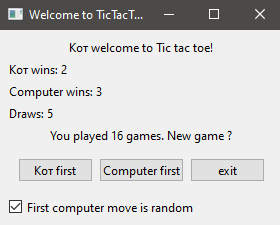 Welcome to TicTacT...
Кот welcome to Tic tac toe!
Кот wins: 2
Computer wins: 3
Draws: 5
You played 16 games. New game ?
Кот first
Computer first
exit
First computer move is random